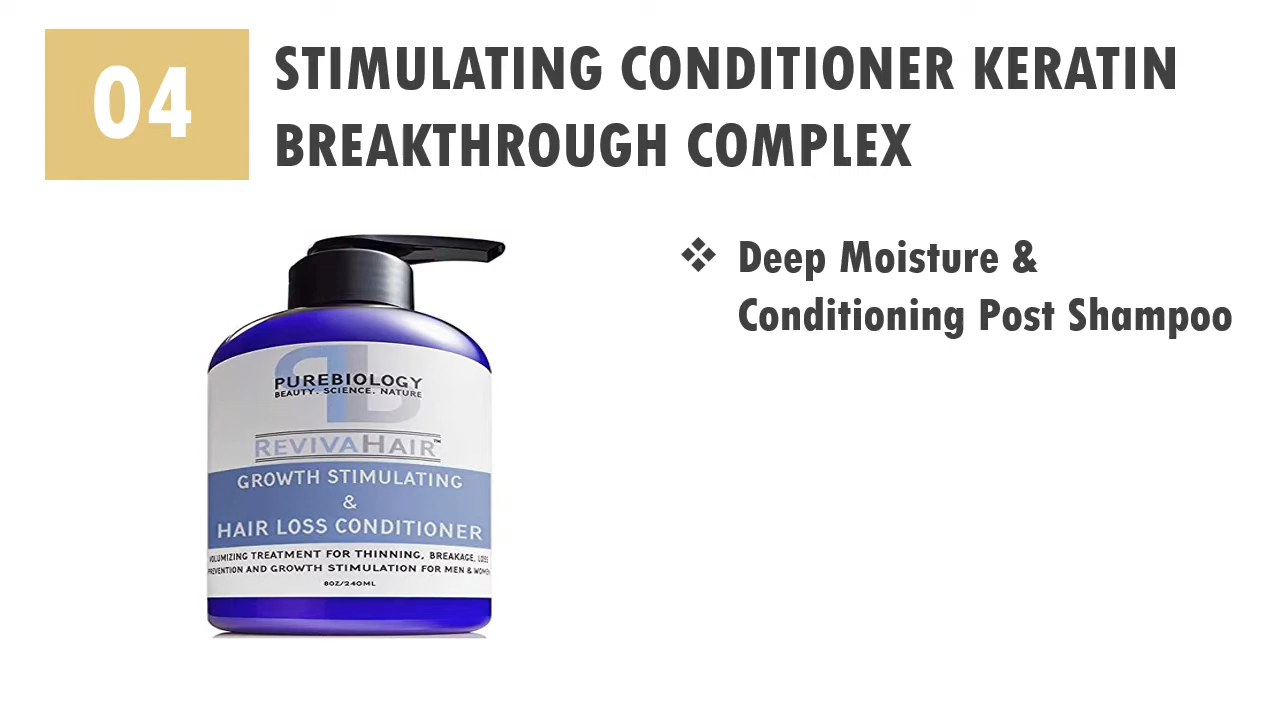 04
STIMULATING CONDITIONER KERATIN
BREAKTHROUGH COMPLEX
❖ Deep Moisture &
Conditioning Post Shampoo
PUREBIOLOGY
BEAUTY. SCIENCE. NATURE
REVIVAHAIR™
GROWTH STIMULATING
&
HAIR LOSS CONDITIONER
VOLUMIZING TREATMENT FOR THINNING, BREAKAGE, LOSS
PREVENTION AND GROWTH STIMULATION FOR MEN & WOMEN
8OZ/240ML